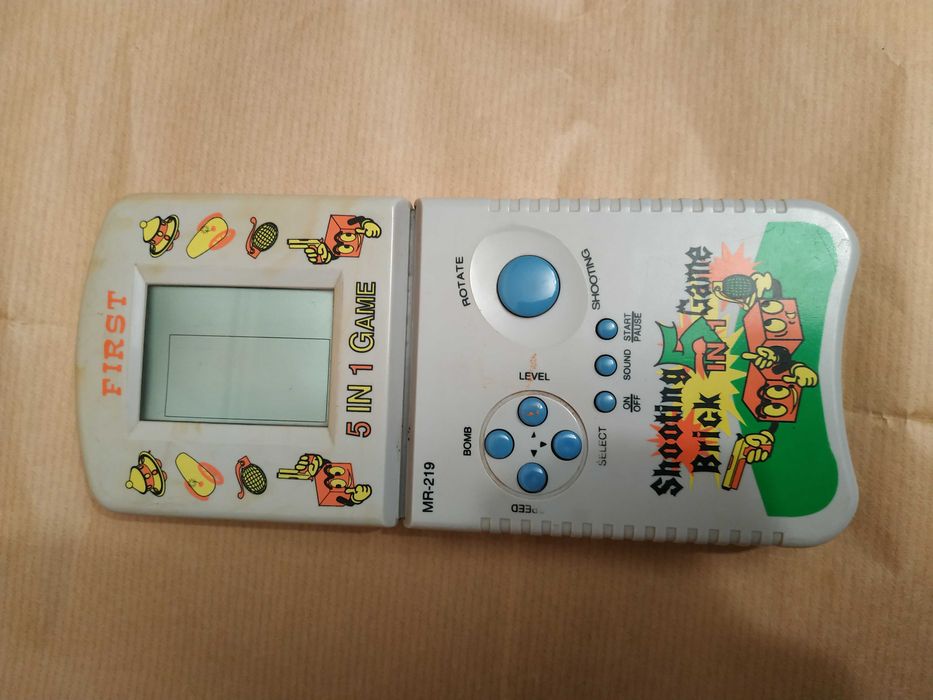 FIRST
5 IN 1 GAME
MR-219
BOMB
LEVEL
SELECT
ROTATE
SHOOTING
ON
OFF
SOUND
START
PAUSE
Shooting
Brick
5
IN 1
Game